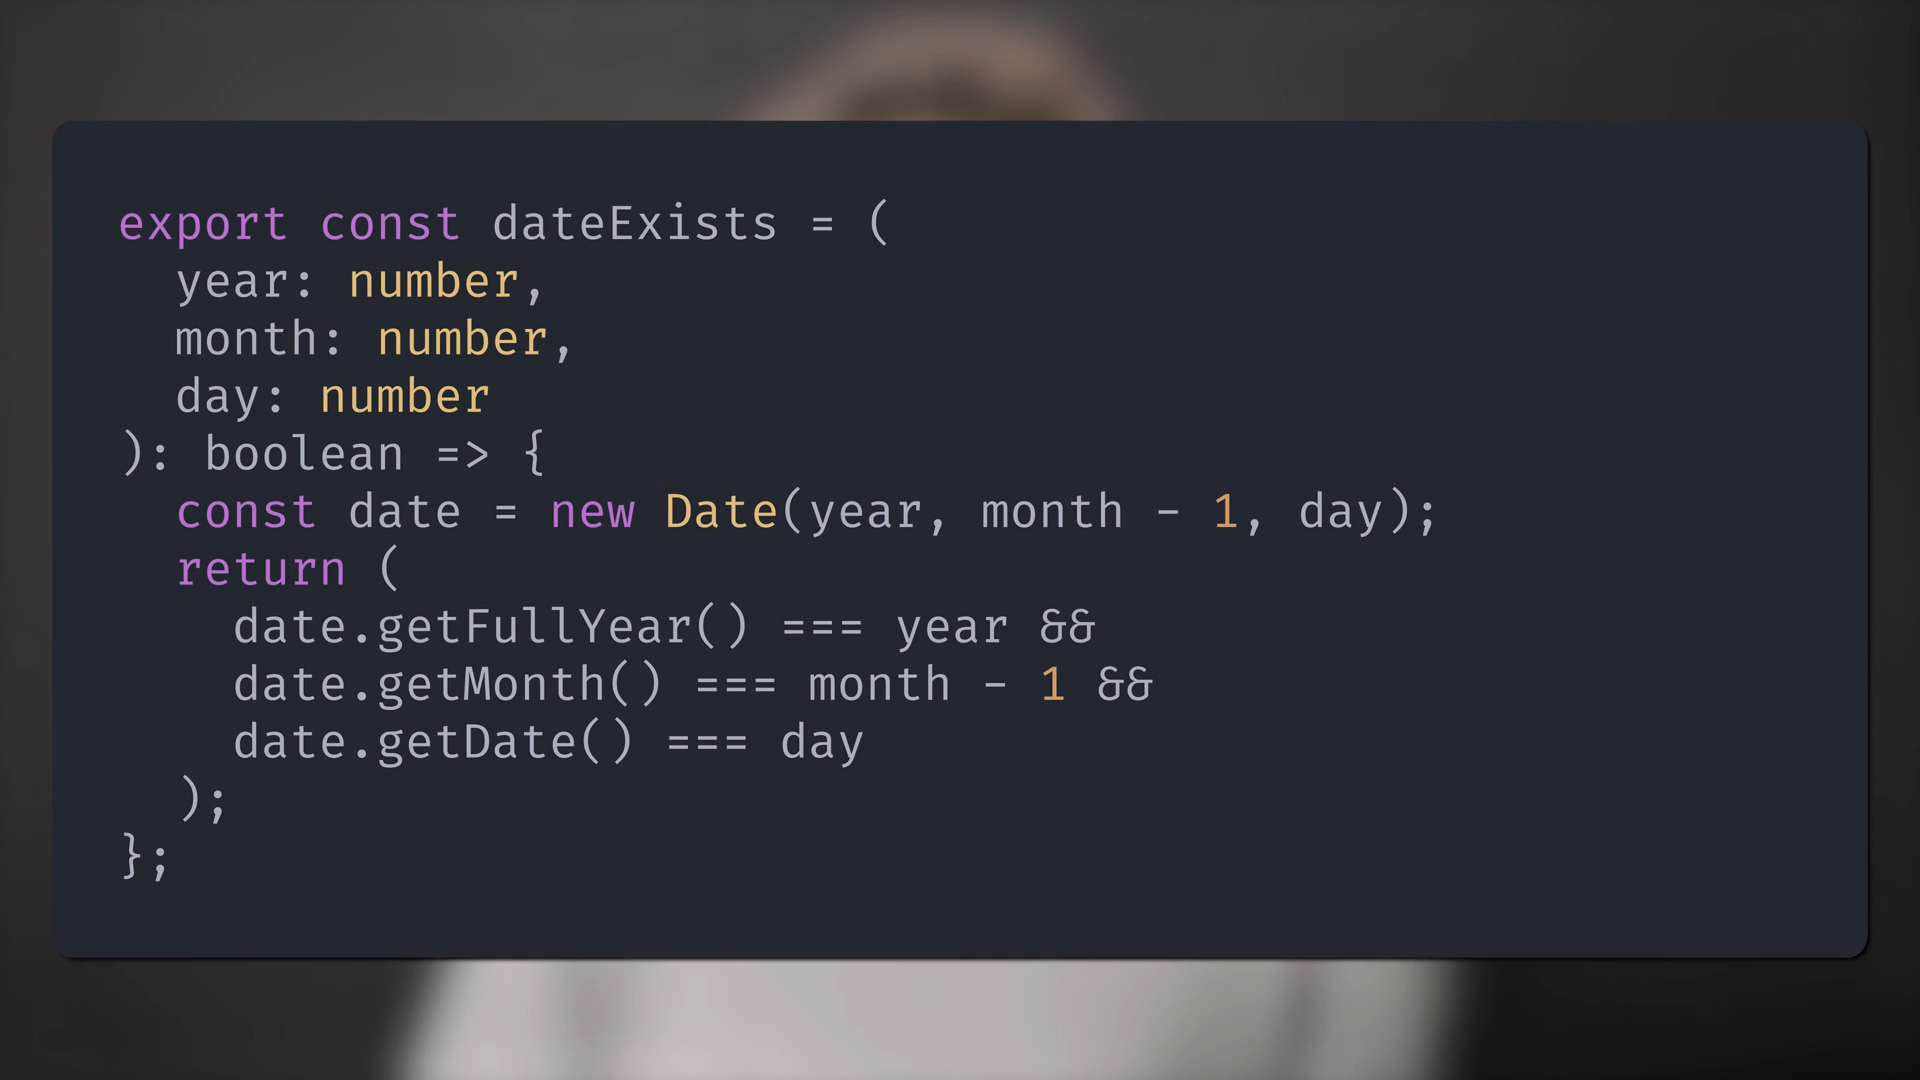 export const dateExists = (
  year: number,
  month: number,
  day: number
): boolean => {
  const date = new Date(year, month - 1, day);
  return (
    date.getFullYear() === year &&
    date.getMonth() === month - 1 &&
    date.getDate() === day
  );
};